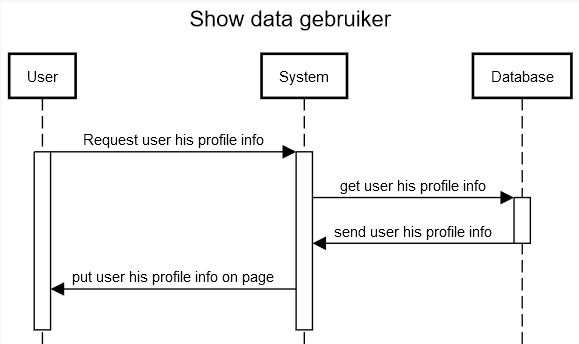 Show data gebruiker
User
System
Database
Request user his profile info
get user his profile info
send user his profile info
put user his profile info on page